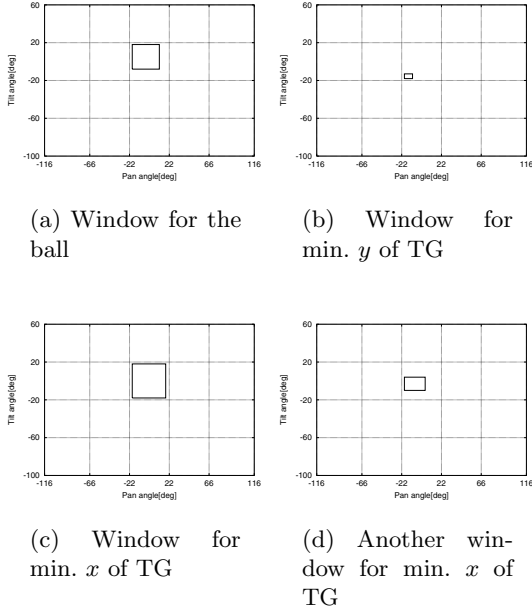 60
20
-20
-60
-100
-116 -66 -22 22 66 116
Tilt angle[deg]
Pan angle[deg]
(a) Window for the
ball
60
20
-20
-60
-100
-116 -66 -22 22 66 116
Tilt angle[deg]
Pan angle[deg]
(b) Window for
min. y of TG
60
20
-20
-60
-100
-116 -66 -22 22 66 116
Tilt angle[deg]
Pan angle[deg]
(c) Window for
min. x of TG
60
20
-20
-60
-100
-116 -66 -22 22 66 116
Tilt angle[deg]
Pan angle[deg]
(d) Another win-
dow for min. x of
TG